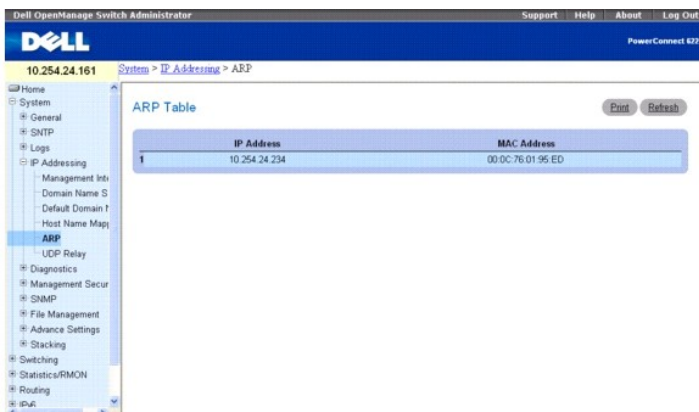 Dell OpenManage Switch Administrator
Support Help About Log Out
DELL
PowerConnect 622
10.254.24.161
System > IP Addressing > ARP
Home
System
General
SNTP
Logs
IP Addressing
Management Inte
Domain Name S
Default Domain N
Host Name Mapp
ARP
UDP Relay
Diagnostics
Management Secur
SNMP
File Management
Advance Settings
Stacking
Switching
Statistics/RMON
Routing
IPv6
ARP Table
Print Refresh
IP Address MAC Address
1 10.254.24.234 00:0C:76:01:95:ED